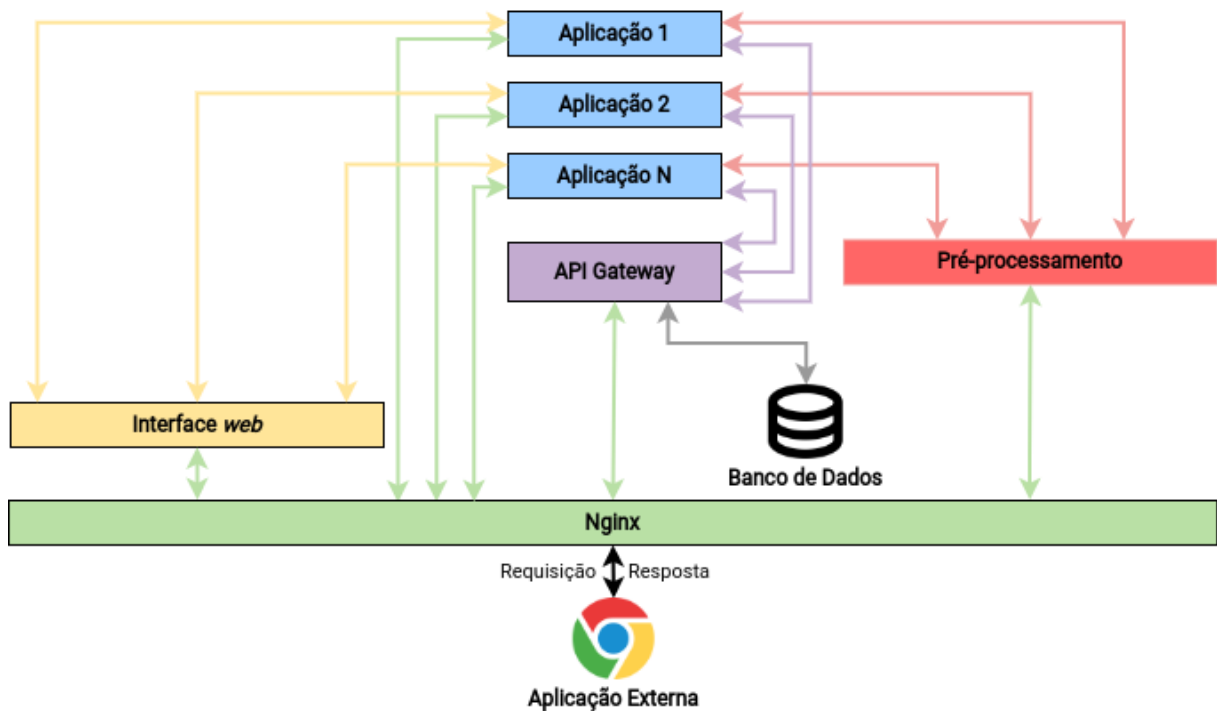 Aplicação 1
Aplicação 2
Aplicação N
API Gateway
Pré-processamento
Interface web
Banco de Dados
Nginx
Requisição Resposta
Aplicação Externa